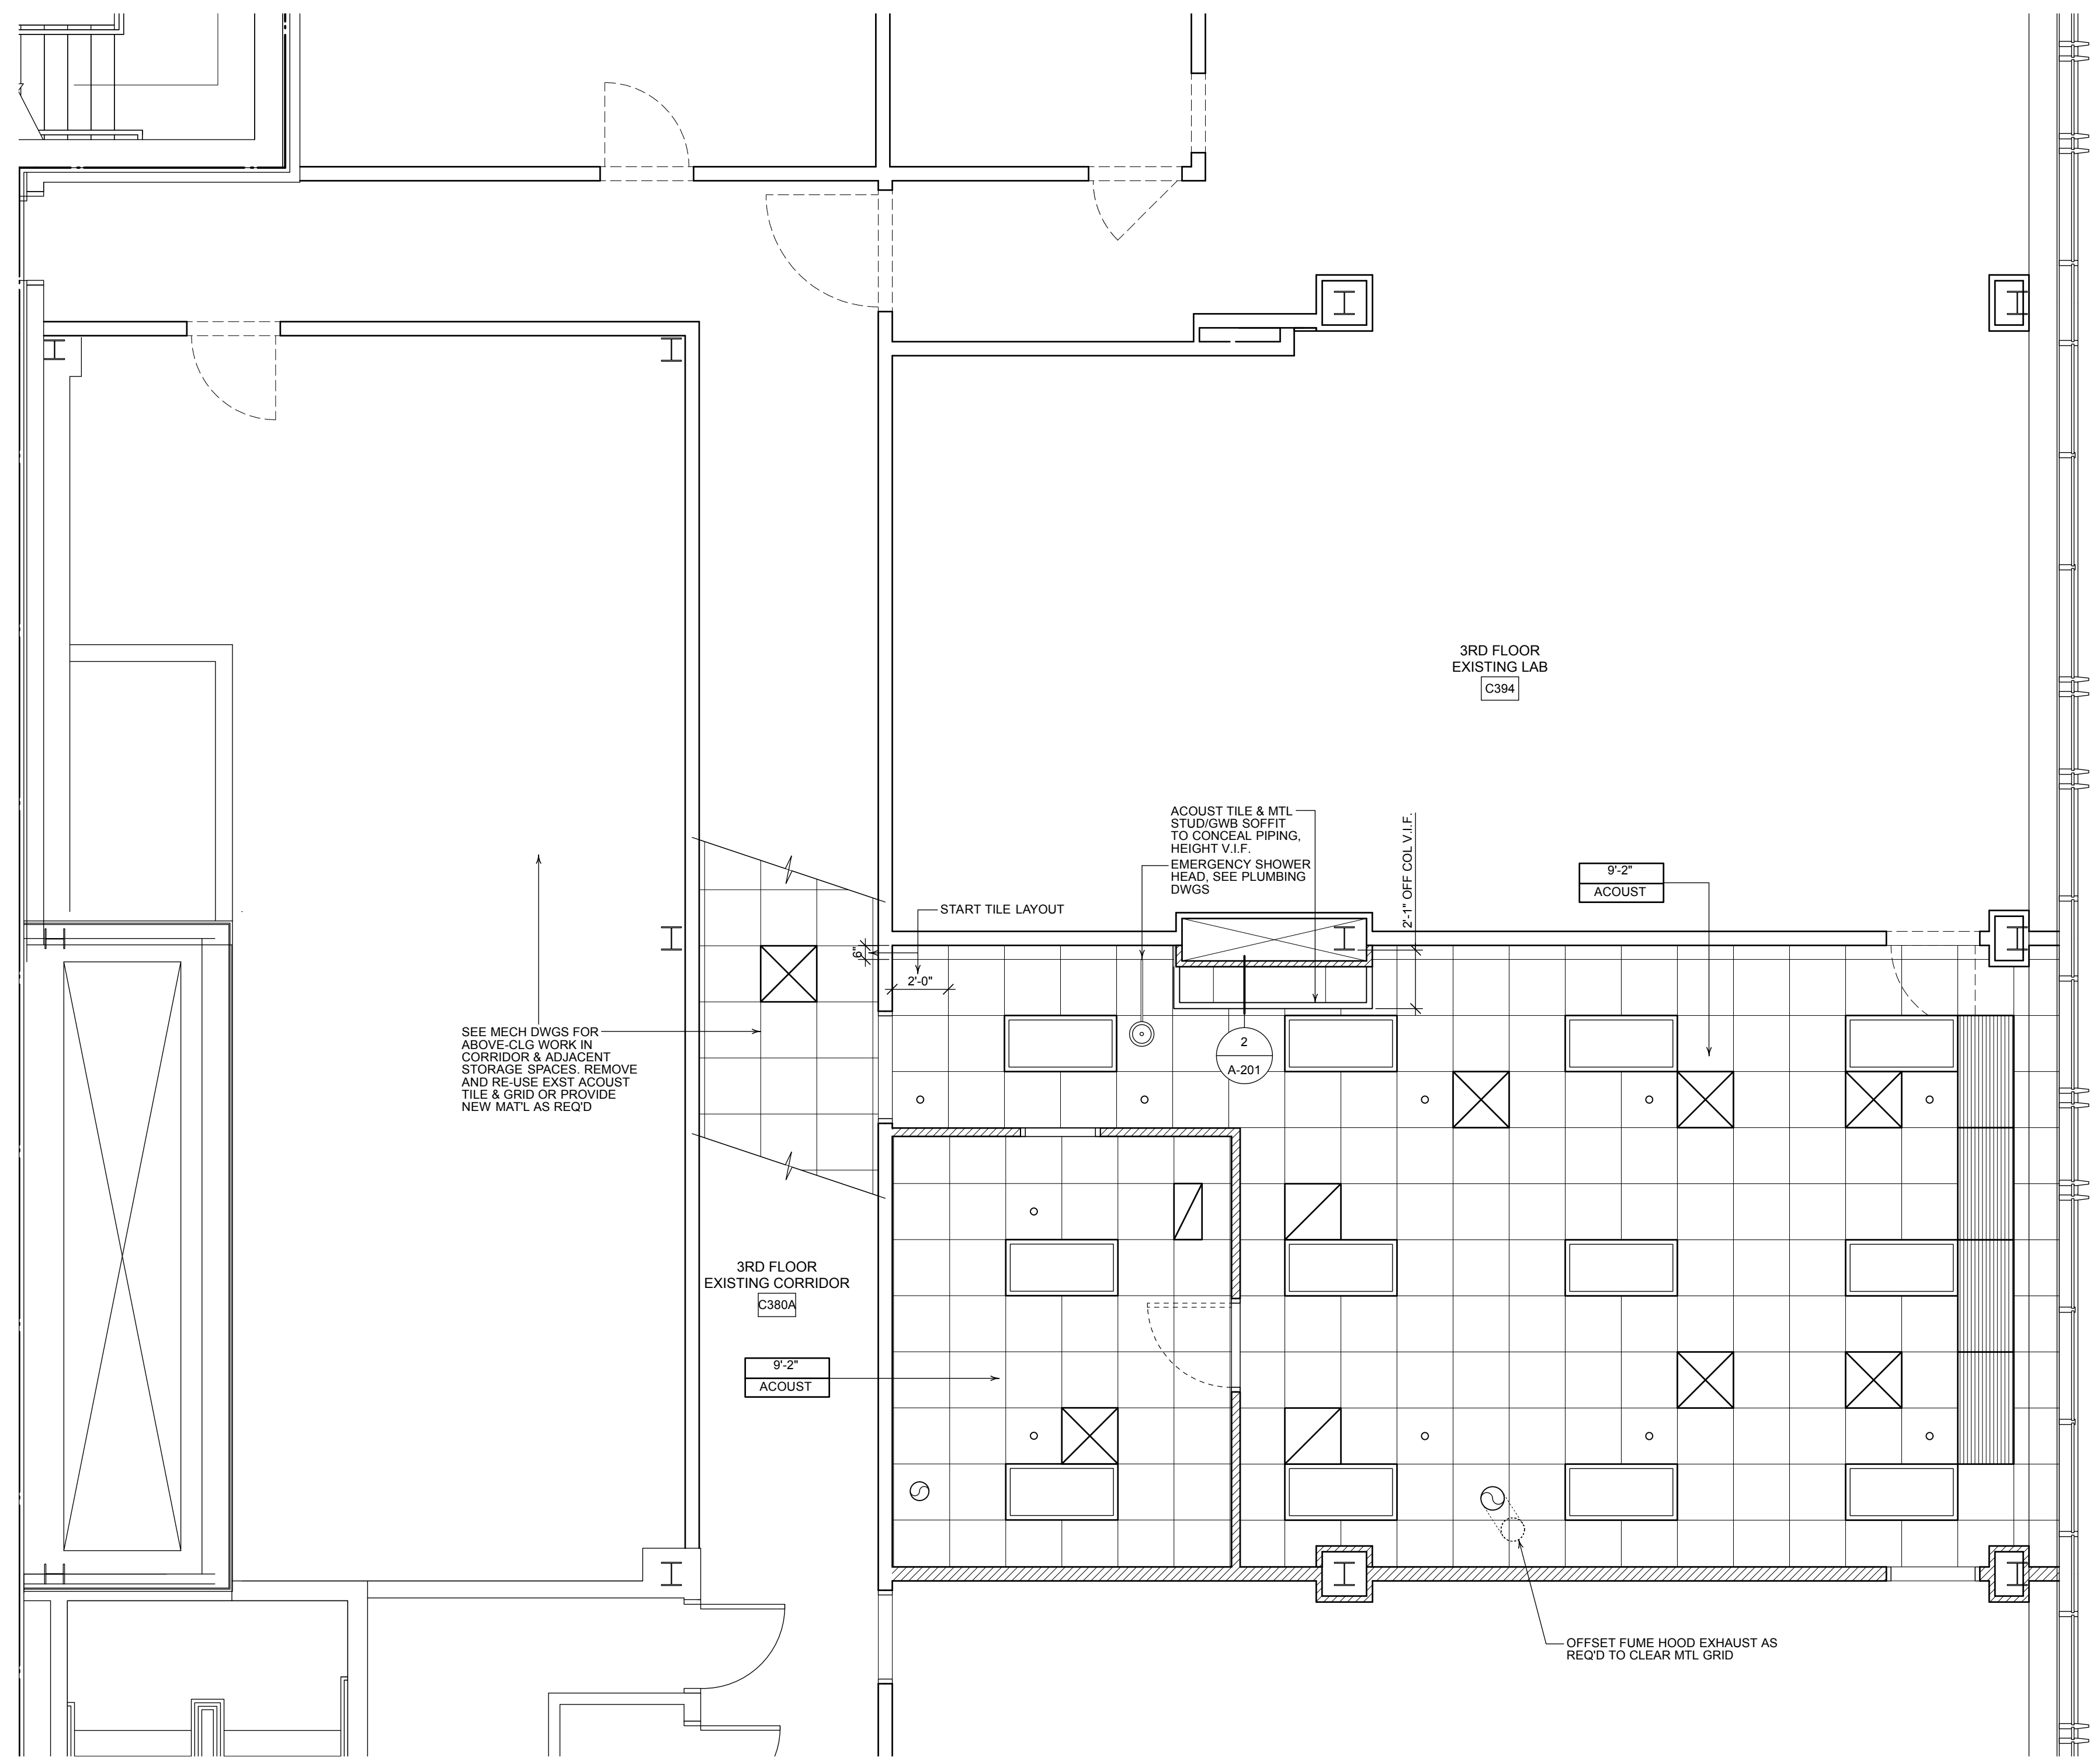 3RD FLOOR
EXISTING LAB
C394
ACOUST TILE & MTL
STUD/GWB SOFFIT
TO CONCEAL PIPING,
HEIGHT V.I.F.
EMERGENCY SHOWER
HEAD, SEE PLUMBING
DWGS
2'-1" OFF COL V.I.F.
9'-2"
ACOUST
START TILE LAYOUT
6"
2'-0"
SEE MECH DWGS FOR
ABOVE-CLG WORK IN
CORRIDOR & ADJACENT
STORAGE SPACES. REMOVE
AND RE-USE EXST ACOUST
TILE & GRID OR PROVIDE
NEW MAT'L AS REQ'D
2
A-201
3RD FLOOR
EXISTING CORRIDOR
C380A
9'-2"
ACOUST
OFFSET FUME HOOD EXHAUST AS
REQ'D TO CLEAR MTL GRID